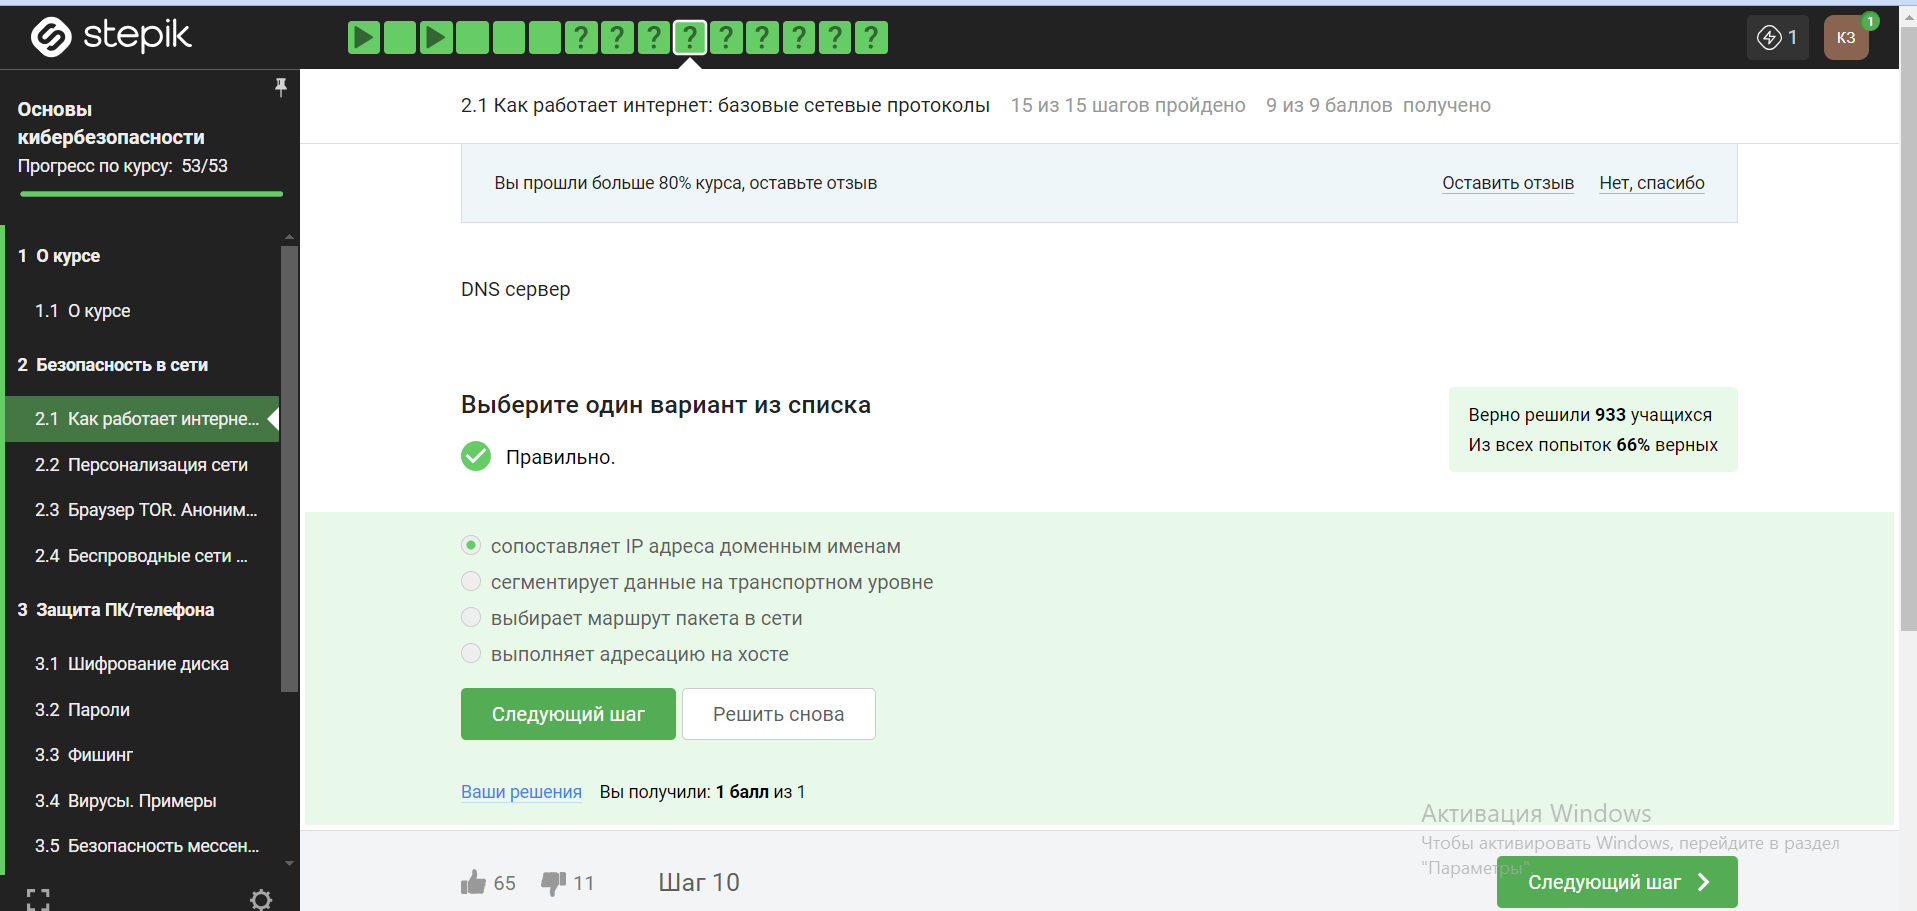 stepik
? ? ? ? ? ? ? ? ?
1
КЗ
1
Основы
кибербезопасности
Прогресс по курсу: 53/53
1 О курсе
1.1 О курсе
2 Безопасность в сети
2.1 Как работает интерне...
2.2 Персонализация сети
2.3 Браузер TOR. Аноним...
2.4 Беспроводные сети ...
3 Защита ПК/телефона
3.1 Шифрование диска
3.2 Пароли
3.3 Фишинг
3.4 Вирусы. Примеры
3.5 Безопасность мессен...
2.1 Как работает интернет: базовые сетевые протоколы 15 из 15 шагов пройдено 9 из 9 баллов получено
Вы прошли больше 80% курса, оставьте отзыв Оставить отзыв Нет, спасибо
DNS сервер
Выберите один вариант из списка
Правильно.
Верно решили 933 учащихся
Из всех попыток 66% верных
сопоставляет IP адреса доменным именам
сегментирует данные на транспортном уровне
выбирает маршрут пакета в сети
выполняет адресацию на хосте
Следующий шаг Решить снова
Ваши решения Вы получили: 1 балл из 1
Активация Windows
Чтобы активировать Windows, перейдите в раздел
"Параметры"
65 11 Шаг 10 Следующий шаг